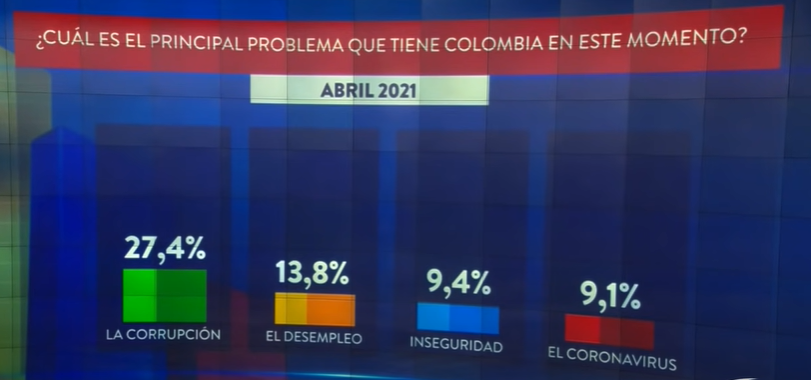 ¿CUÁL ES EL PRINCIPAL PROBLEMA QUE TIENE COLOMBIA EN ESTE MOMENTO?
ABRIL 2021
27,4% 13,8% 9,4% 9,1%
LA CORRUPCIÓN EL DESEMPLEO INSEGURIDAD EL CORONAVIRUS